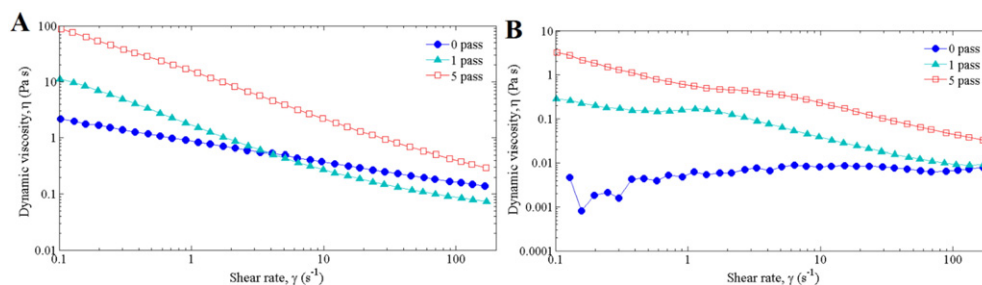 A
Dynamic viscosity, η (Pa s)
100
10
1
0.1
0.01
0 pass
1 pass
5 pass
0.1
1
10
100
Shear rate, γ (s⁻¹)
B
Dynamic viscosity, η (Pa s)
10
1
0.1
0.01
0.001
0.0001
0 pass
1 pass
5 pass
0.1
1
10
100
Shear rate, γ (s⁻¹)